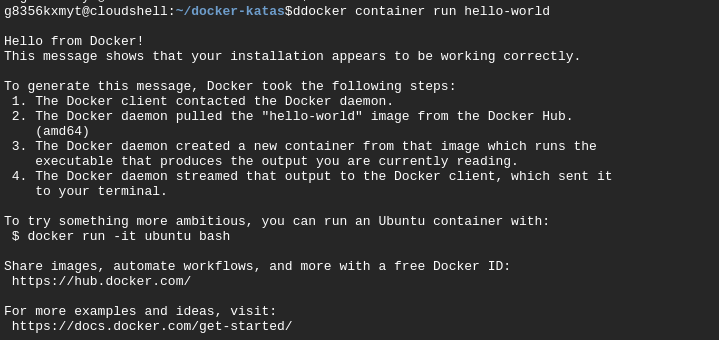 g8356kxmyt@cloudshell:~/docker-katas$ddocker container run hello-world
Hello from Docker!
This message shows that your installation appears to be working correctly.
To generate this message, Docker took the following steps:
1. The Docker client contacted the Docker daemon.
2. The Docker daemon pulled the "hello-world" image from the Docker Hub.
(amd64)
3. The Docker daemon created a new container from that image which runs the
executable that produces the output you are currently reading.
4. The Docker daemon streamed that output to the Docker client, which sent it
to your terminal.
To try something more ambitious, you can run an Ubuntu container with:
$ docker run -it ubuntu bash
Share images, automate workflows, and more with a free Docker ID:
https://hub.docker.com/
For more examples and ideas, visit:
https://docs.docker.com/get-started/